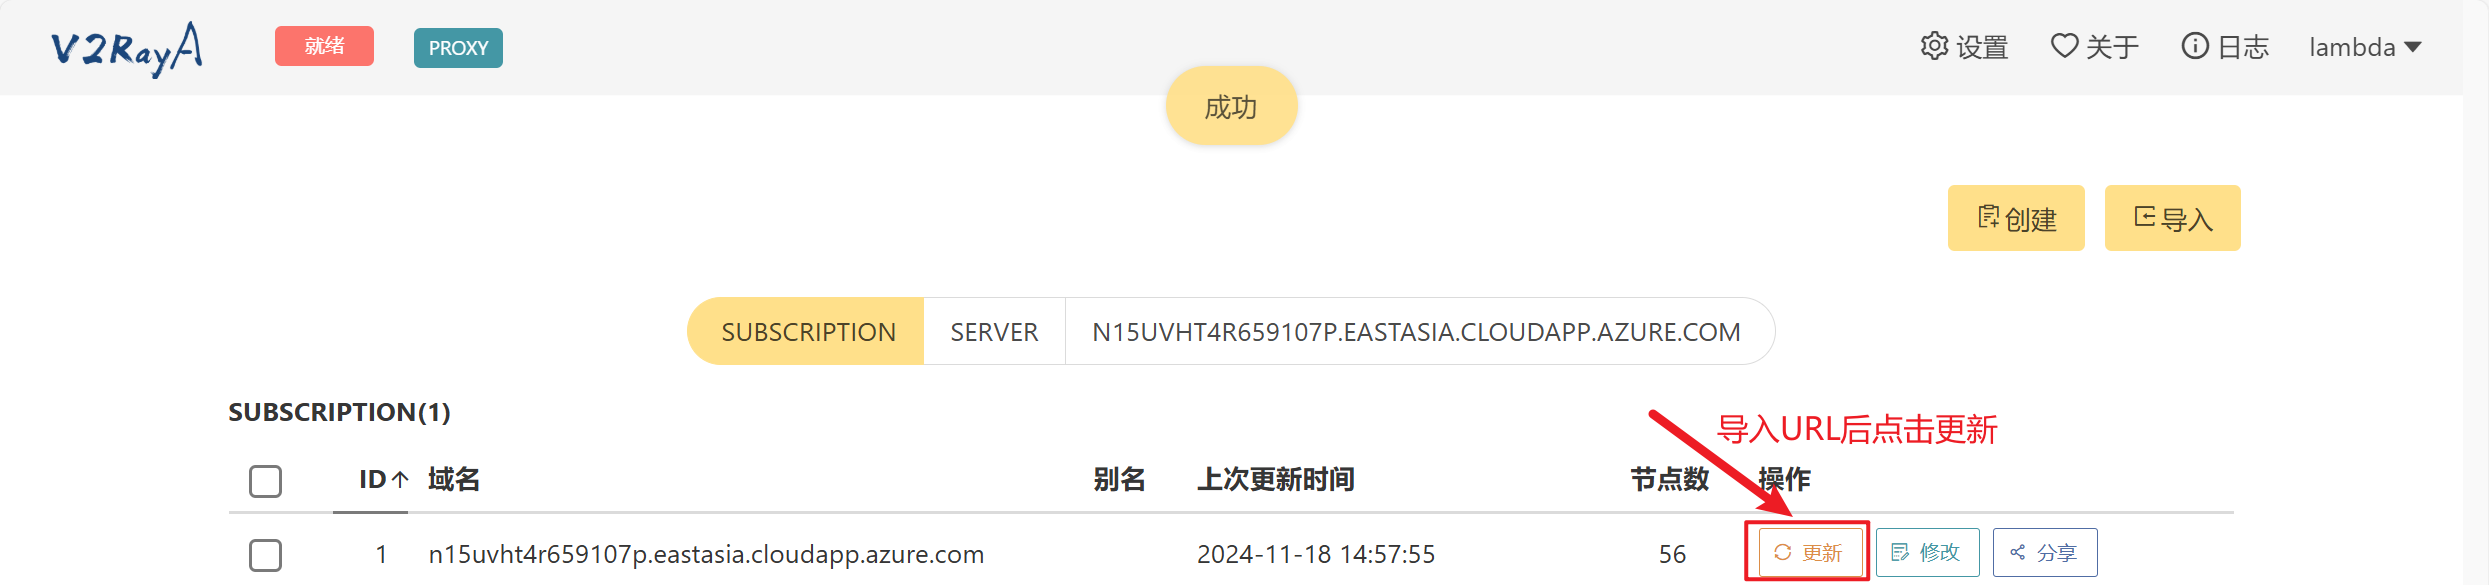 V2RayA 就绪 PROXY 设置 关于 日志 lambda
成功
创建 导入
SUBSCRIPTION SERVER N15UVHT4R659107P.EASTASIA.CLOUDAPP.AZURE.COM
SUBSCRIPTION(1)
导入URL后点击更新
ID 域名 别名 上次更新时间 节点数 操作
1 n15uvht4r659107p.eastasia.cloudapp.azure.com 2024-11-18 14:57:55 56 更新 修改 分享